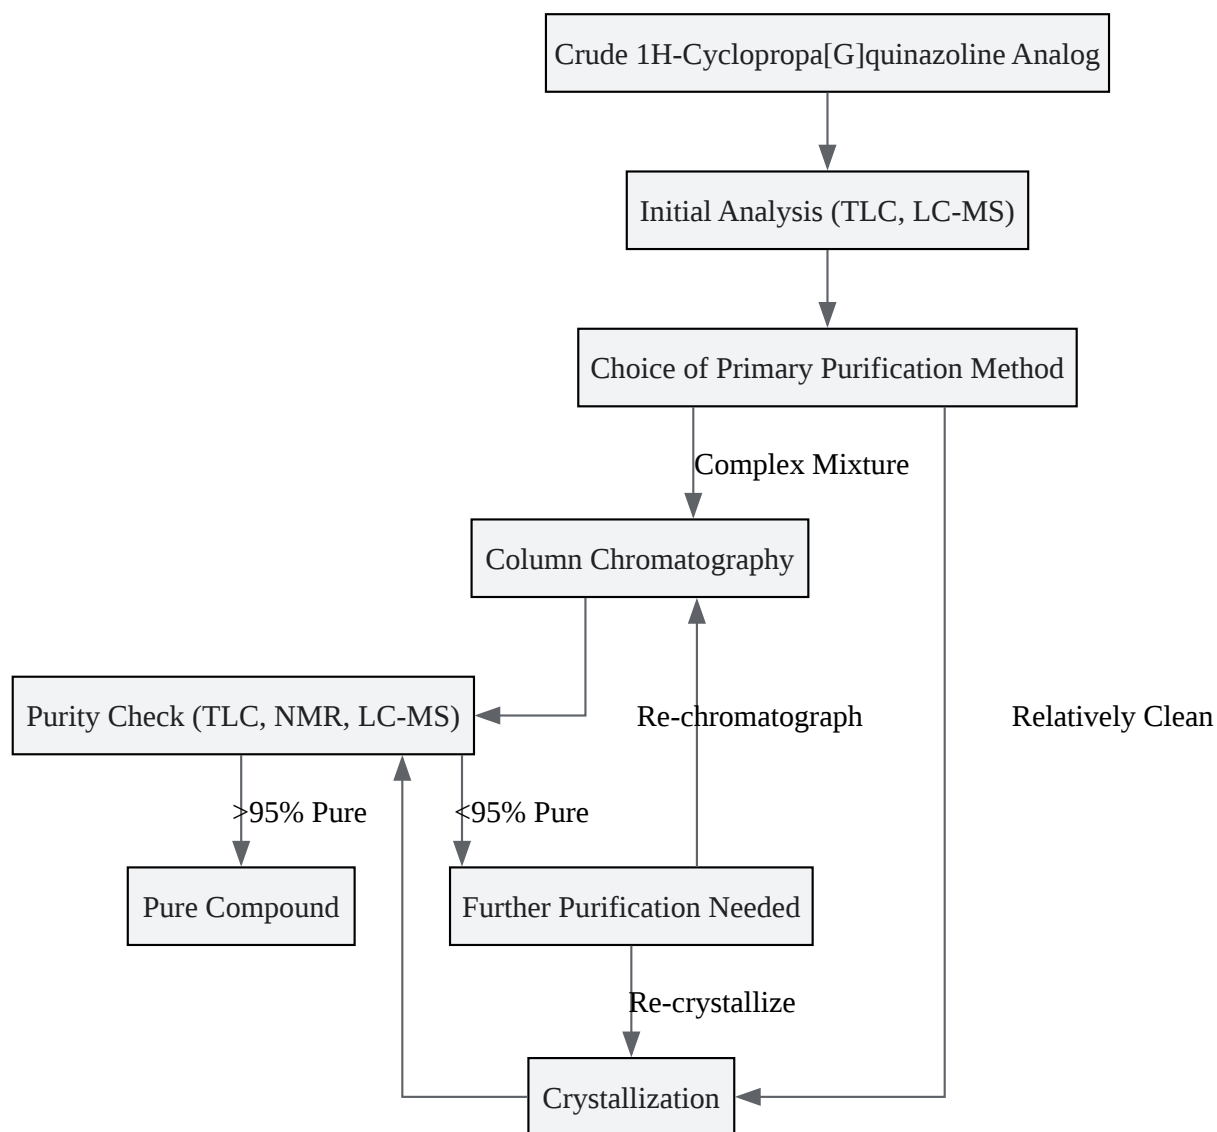 Crude 1H-Cyclopropa[G]quinazoline Analog
Initial Analysis (TLC, LC-MS)
Choice of Primary Purification Method
Complex Mixture
Column Chromatography
Purity Check (TLC, NMR, LC-MS)
Re-chromatograph
Relatively Clean
>95% Pure
<95% Pure
Pure Compound
Further Purification Needed
Re-crystallize
Crystallization